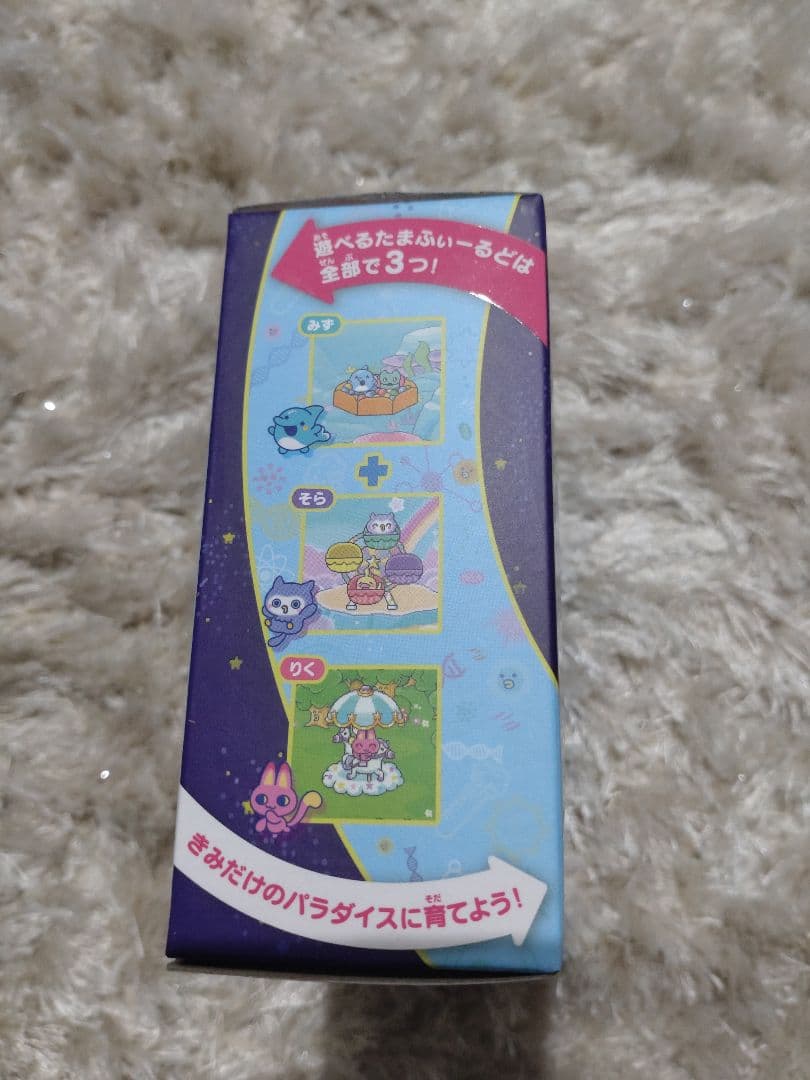 遊べるたまふぃーるどは
全部で3つ!
みず
そら
りく
きみだけのパラダイスに育てよう!